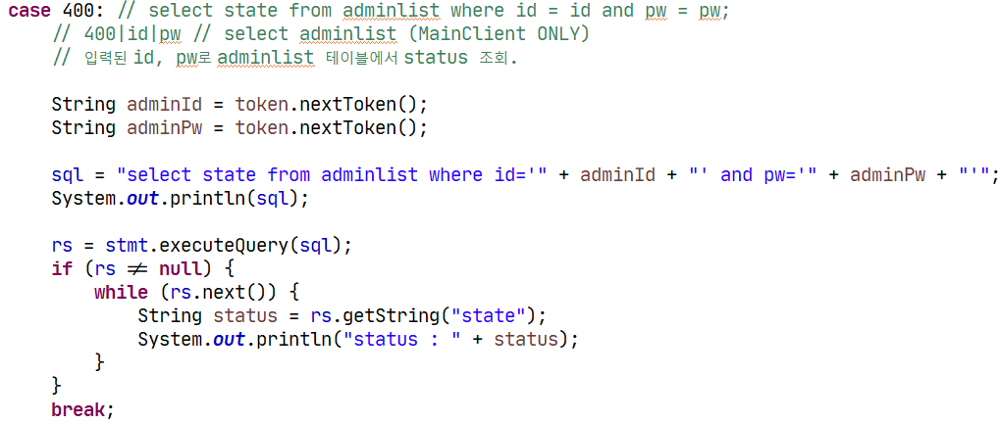 case 400: // select state from adminlist where id = id and pw = pw;
// 400|id|pw // select adminlist (MainClient ONLY)
// 입력된 id, pw로 adminlist 테이블에서 status 조회.
String adminId = token.nextToken();
String adminPw = token.nextToken();
sql = "select state from adminlist where id='" + adminId + "' and pw='" + adminPw + "'";
System.out.println(sql);
rs = stmt.executeQuery(sql);
if (rs ≠ null) {
while (rs.next()) {
String status = rs.getString("state");
System.out.println("status : " + status);
}
}
break;